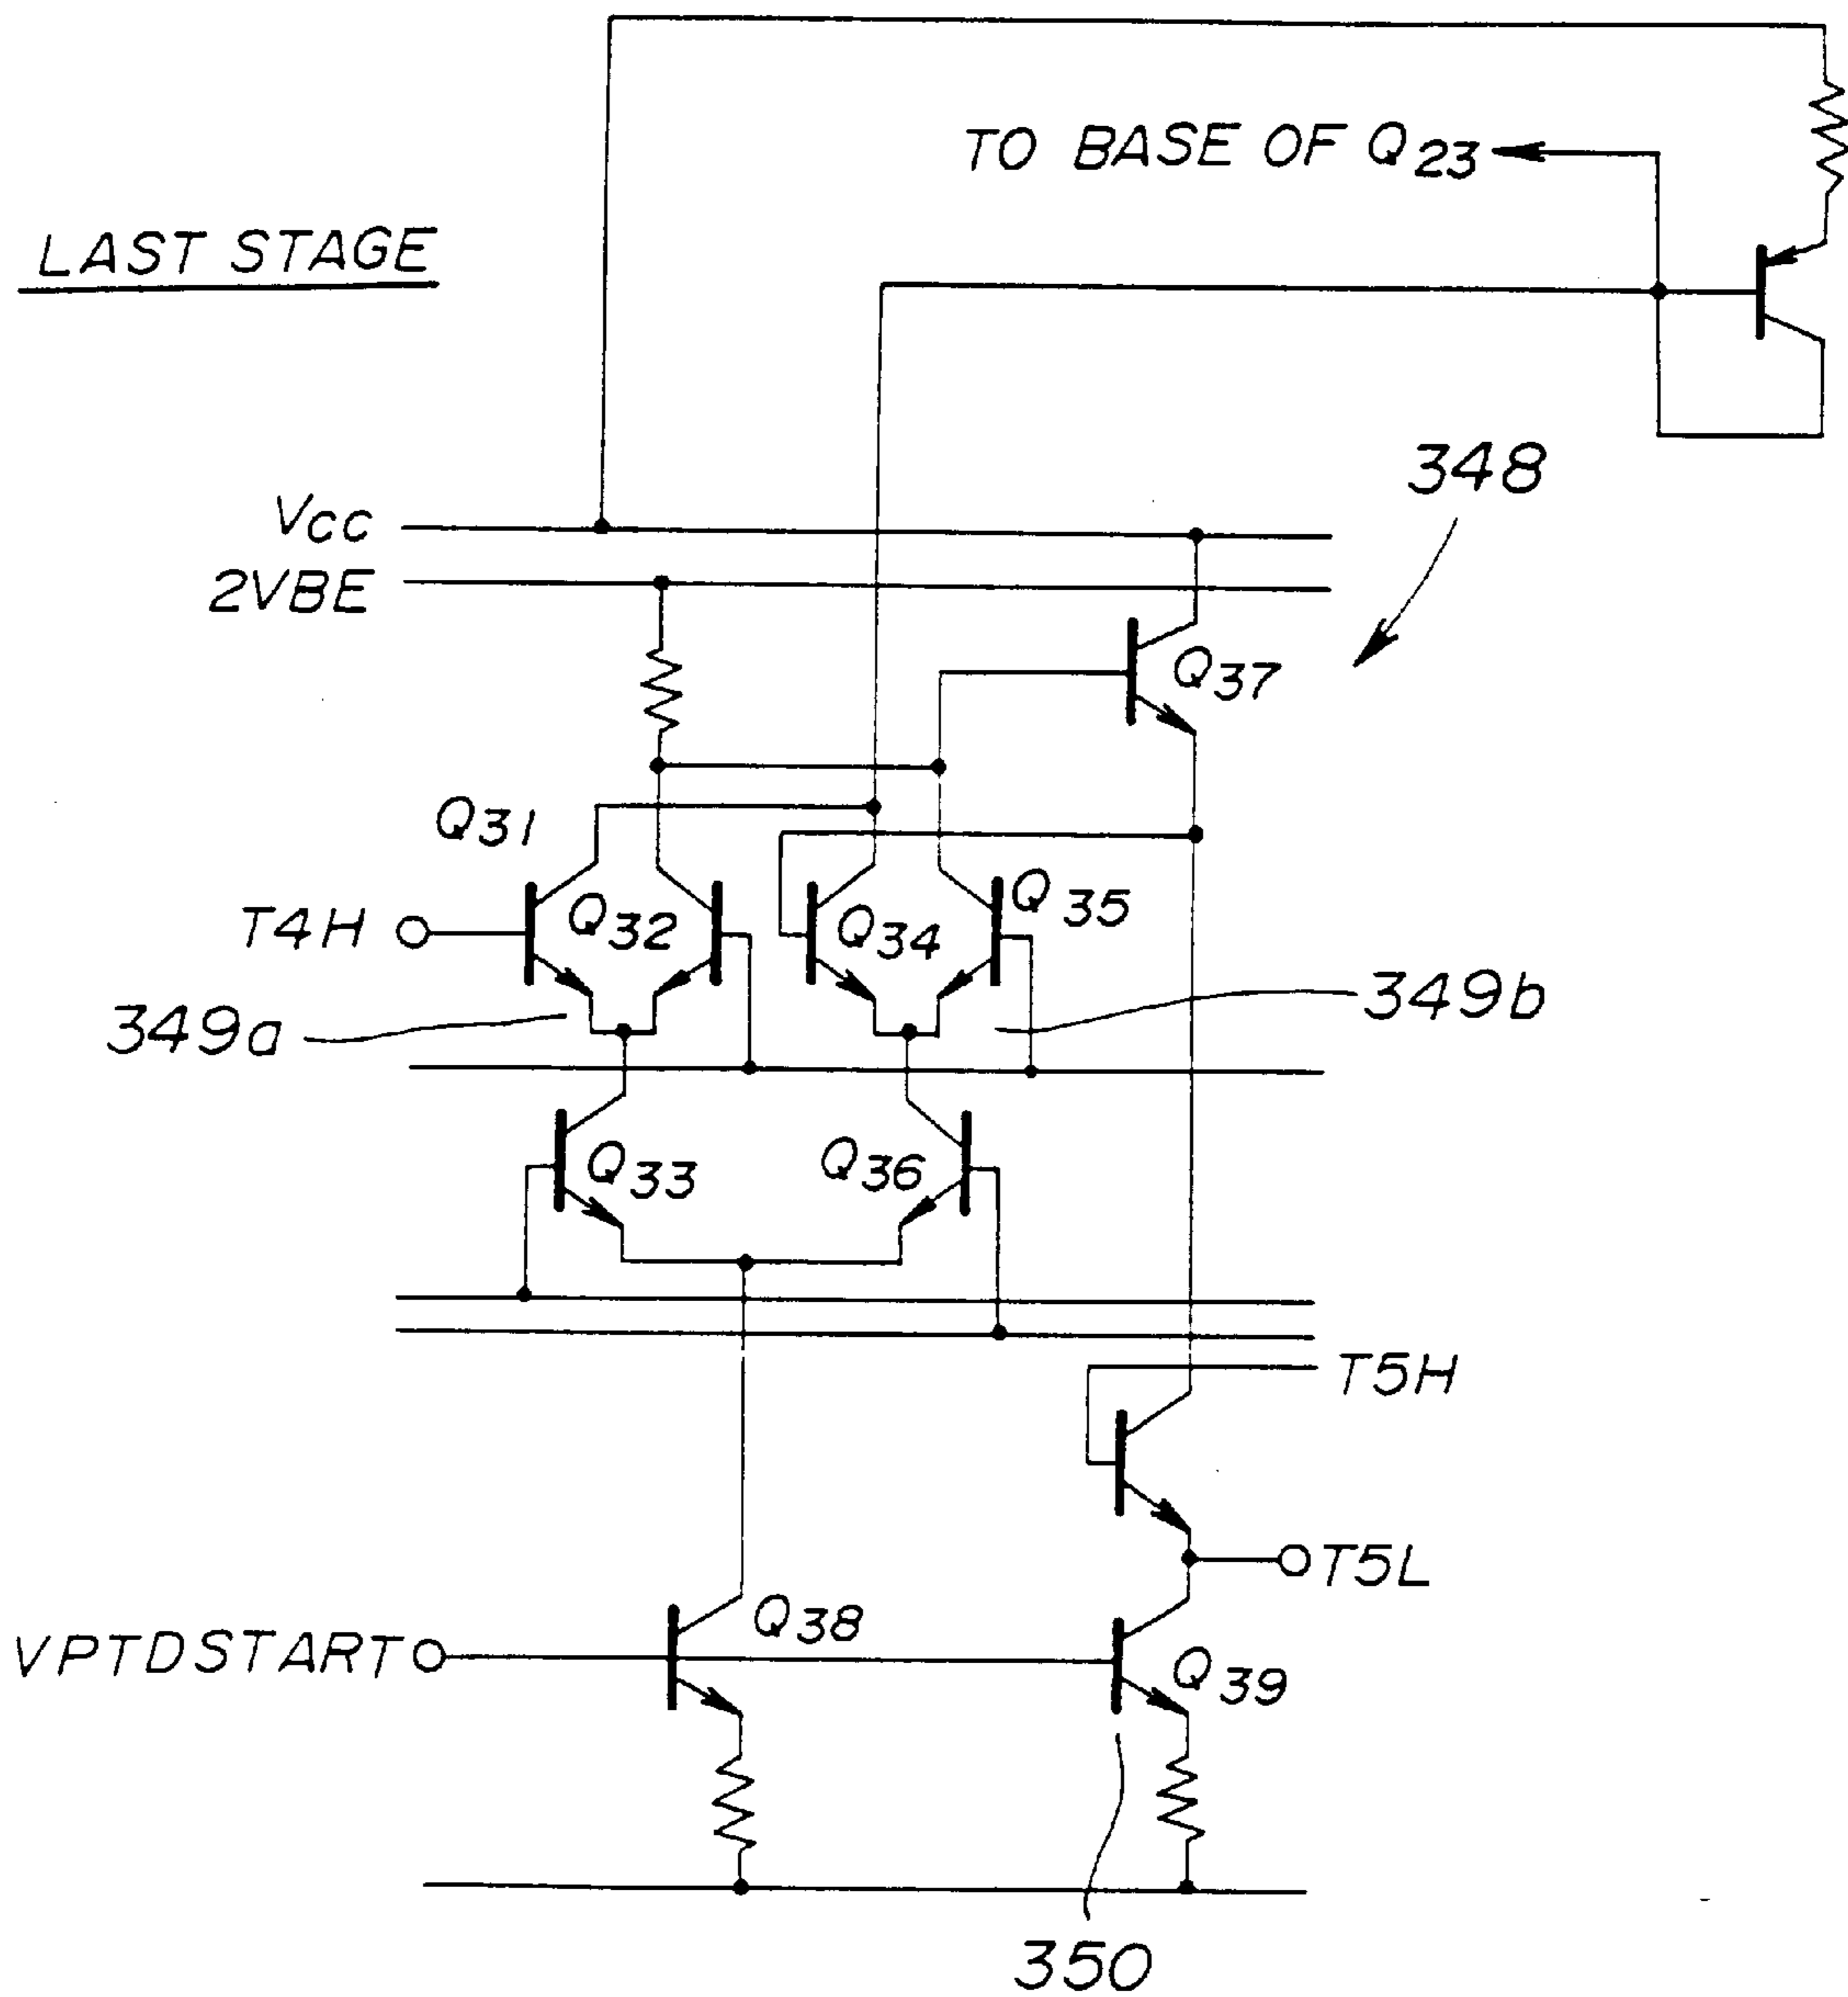 TO BASE OF Q23
LAST STAGE
348
Vcc
2VBE
Q37
Q31
Q32
Q34
Q35
T4H
349a
349b
Q33
Q36
T5H
T5L
Q38
VPTDSTART
Q39
350